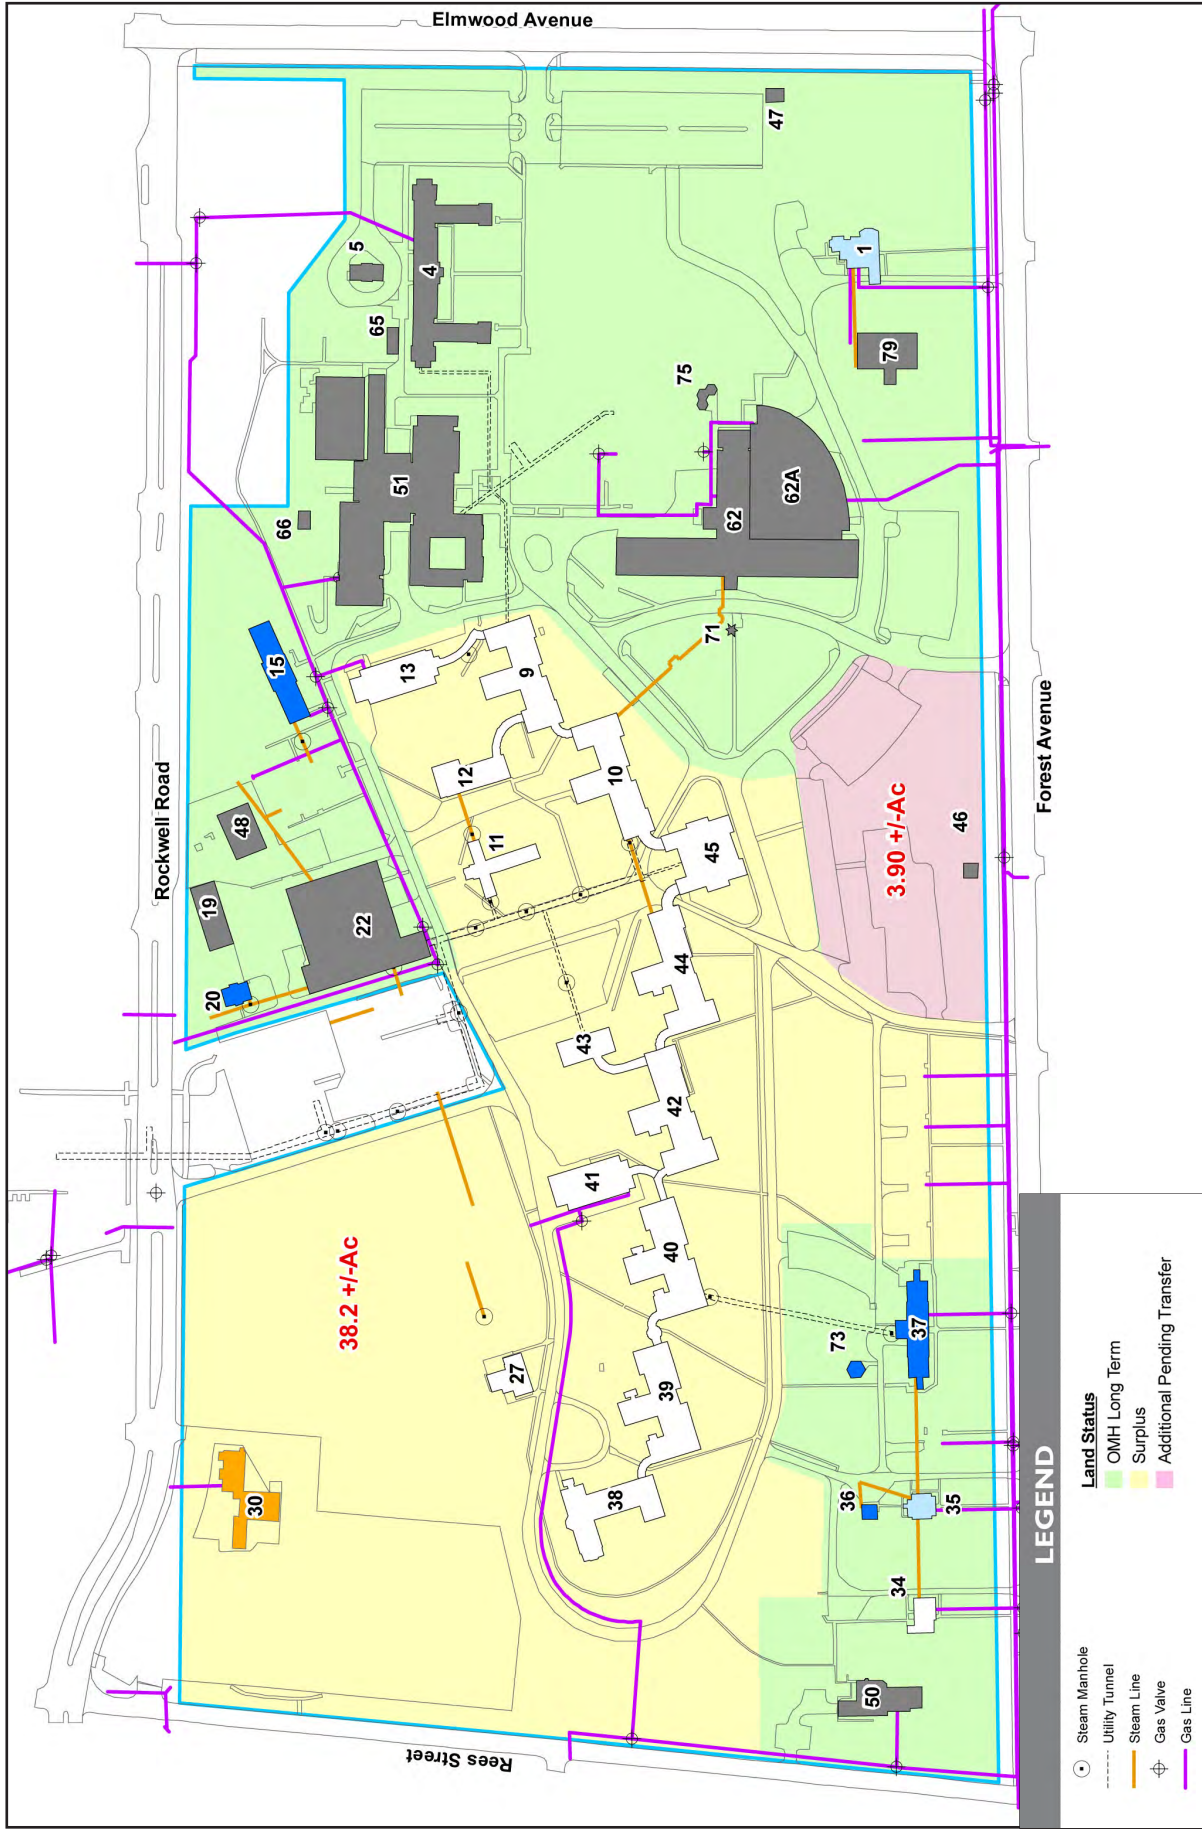 Elmwood Avenue
Rockwell Road
Forest Avenue
Rees Street
47
5
4
65
1
79
75
51
66
62A
62
71
15
13
9
12
10
48
11
19
22
20
45
46
3.90 +/-Ac
44
43
42
41
40
38.2 +/-Ac
27
39
73
37
30
38
36
35
34
50
LEGEND
Steam Manhole
Utility Tunnel
Steam Line
Gas Valve
Gas Line
Land Status
OMH Long Term
Surplus
Additional Pending Transfer